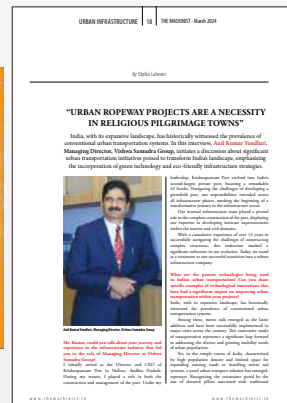 URBAN INFRASTRUCTURE | 18 | THE MACHINIST - March 2024
By Dipika Lalwani
"URBAN ROPEWAY PROJECTS ARE A NECESSITY
IN RELIGIOUS PILGRIMAGE TOWNS"
India, with its expansive landscape, has historically witnessed the prevalence of
conventional urban transportation systems. In this interview, Anil Kumar Yendluri,
Managing Director, Vishwa Samudra Group, initiates a discussion about significant
urban transportation initiatives poised to transform India's landscape, emphasising
the incorporation of green technology and eco-friendly infrastructure strategies.
Anil Kumar Yendluri, Managing Director, Vishwa Samudra Group
Mr. Kumar, could you talk about your journey and
experience in the infrastructure industry that led
you to the role of Managing Director at Vishwa
Samudra Group?
I initially served as the Director and CEO of
Krishnapatnam Port in Nellore, Andhra Pradesh.
During my tenure, I played a role in both the
construction and management of the port. Under my
leadership, Krishnapatnam Port evolved into India's
second-largest private port, boasting a remarkable
42 berths. Navigating the challenges of developing a
greenfield port, our responsibilities extended across
all infrastructure phases, marking the beginning of a
transformative journey in the infrastructure sector.
Our internal infrastructure team played a pivotal
role in the complete construction of the port, displaying
our expertise in developing intricate superstructures
within the marine and civil domains.
With a cumulative experience of over 15 years in
successfully navigating the challenges of constructing
complex structures, this endeavour marked a
significant milestone in our evolution. Today, we stand
as a testament to our successful transition into a robust
infrastructure company.
What are the present technologies being used
in Indian urban transportation? Can you share
specific examples of technological innovations that
have had a significant impact on improving urban
transportation within your projects?
India, with its expansive landscape, has historically
witnessed the prevalence of conventional urban
transportation systems.
Among these, metro rail emerged as the latest
addition and have been successfully implemented in
major cities across the country. This innovative mode
of transportation represents a significant leap forward
in addressing the diverse and growing mobility needs
of urban populations.
Yet, in the temple towns of India, characterised
by high population density and limited space for
expanding existing roads or installing metro rail
systems, a novel urban transport solution has emerged:
ropeways. Recognising the constraints posed by the
size of elevated pillars associated with traditional
www.themachinist.in
www.themachinist.in